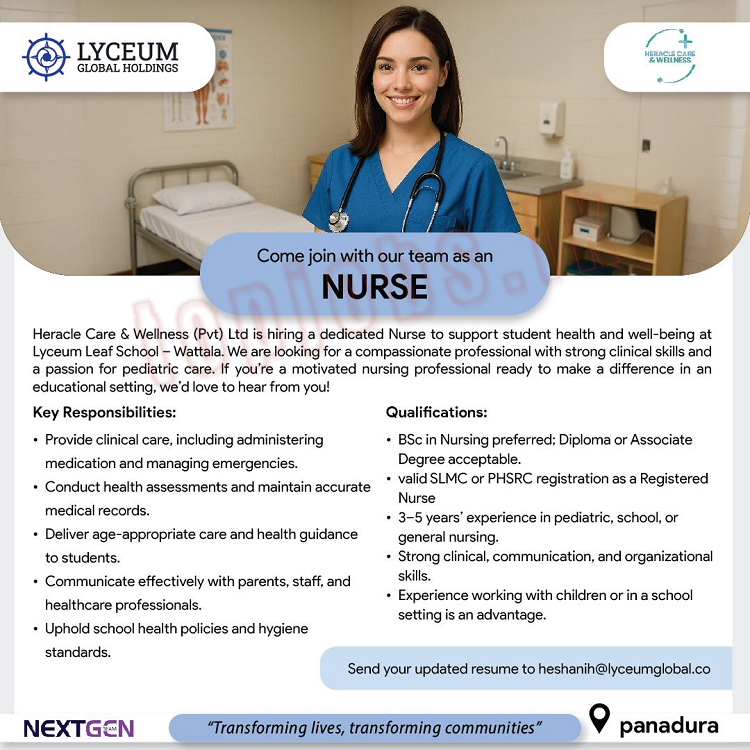 LYCEUM
GLOBAL HOLDINGS
HERACLE CARE
& WELLNESS
Come join with our team as an
NURSE
topjobs.
Heracle Care & Wellness (Pvt) Ltd is hiring a dedicated Nurse to support student health and well-being at
Lyceum Leaf School – Wattala. We are looking for a compassionate professional with strong clinical skills and
a passion for pediatric care. If you're a motivated nursing professional ready to make a difference in an
educational setting, we'd love to hear from you!
Key Responsibilities:
• Provide clinical care, including administering
medication and managing emergencies.
• Conduct health assessments and maintain accurate
medical records.
• Deliver age-appropriate care and health guidance
to students.
• Communicate effectively with parents, staff, and
healthcare professionals.
• Uphold school health policies and hygiene
standards.
Qualifications:
• BSc in Nursing preferred; Diploma or Associate
Degree acceptable.
• valid SLMC or PHSRC registration as a Registered
Nurse
• 3–5 years' experience in pediatric, school, or
general nursing.
• Strong clinical, communication, and organizational
skills.
• Experience working with children or in a school
setting is an advantage.
Send your updated resume to heshanih@lyceumglobal.co
NEXTGEN
"Transforming lives, transforming communities"
panadura